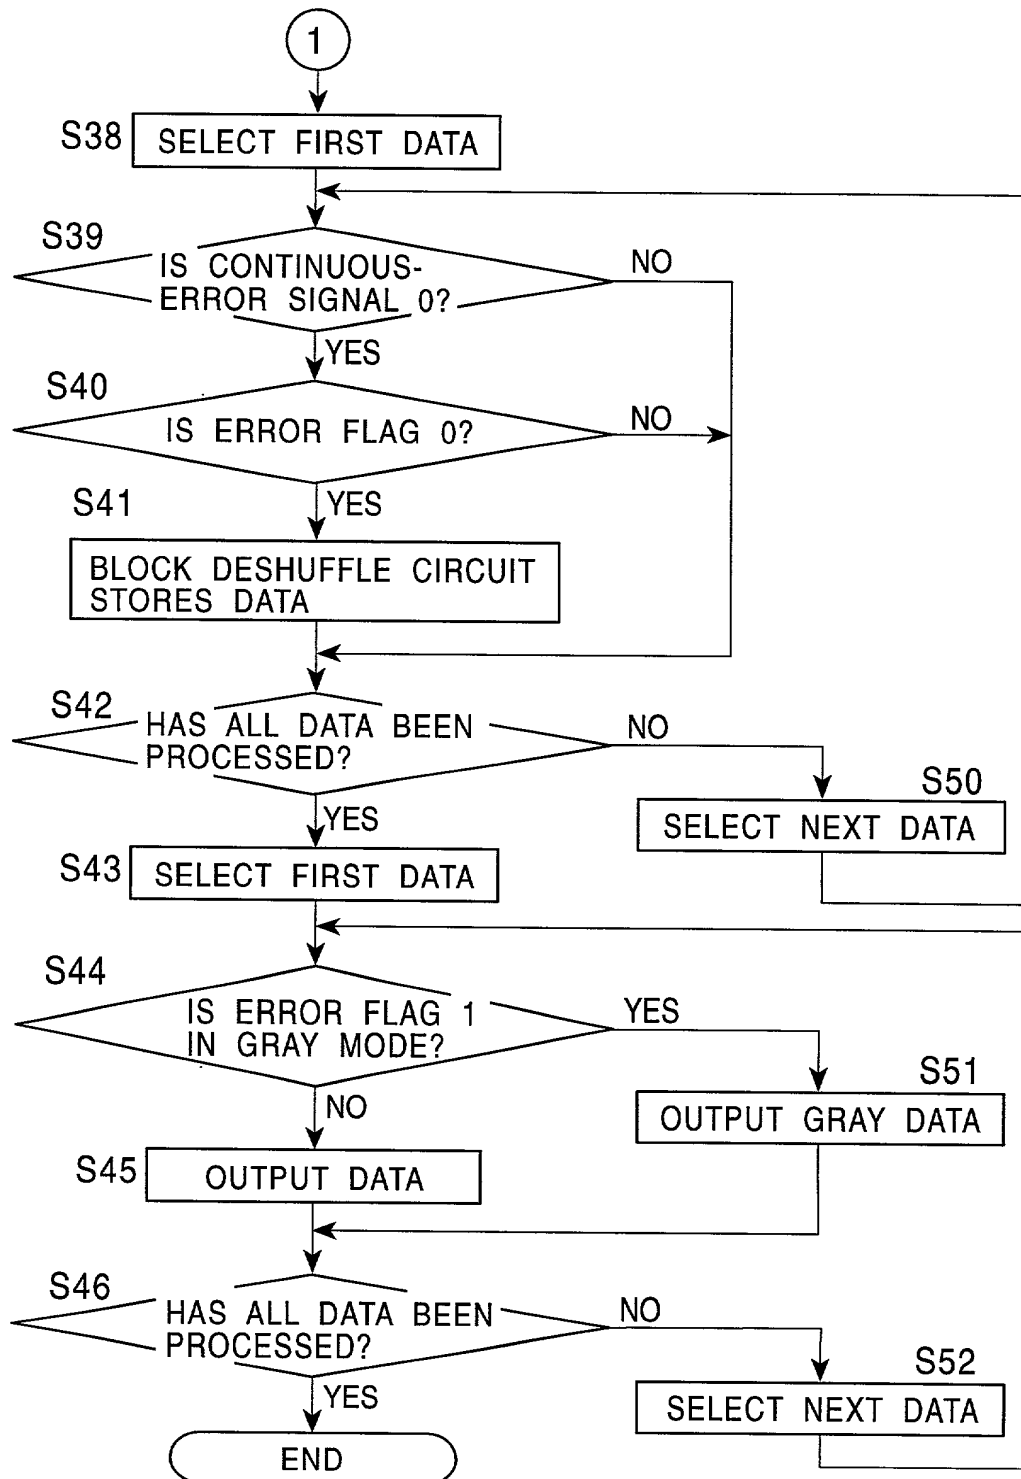 1
S38
SELECT FIRST DATA
S39
IS CONTINUOUS-
ERROR SIGNAL 0?
NO
YES
S40
IS ERROR FLAG 0?
NO
YES
S41
BLOCK DESHUFFLE CIRCUIT
STORES DATA
S42
HAS ALL DATA BEEN
PROCESSED?
NO
S50
SELECT NEXT DATA
YES
S43
SELECT FIRST DATA
S44
IS ERROR FLAG 1
IN GRAY MODE?
YES
S51
OUTPUT GRAY DATA
NO
S45
OUTPUT DATA
S46
HAS ALL DATA BEEN
PROCESSED?
NO
S52
SELECT NEXT DATA
YES
END